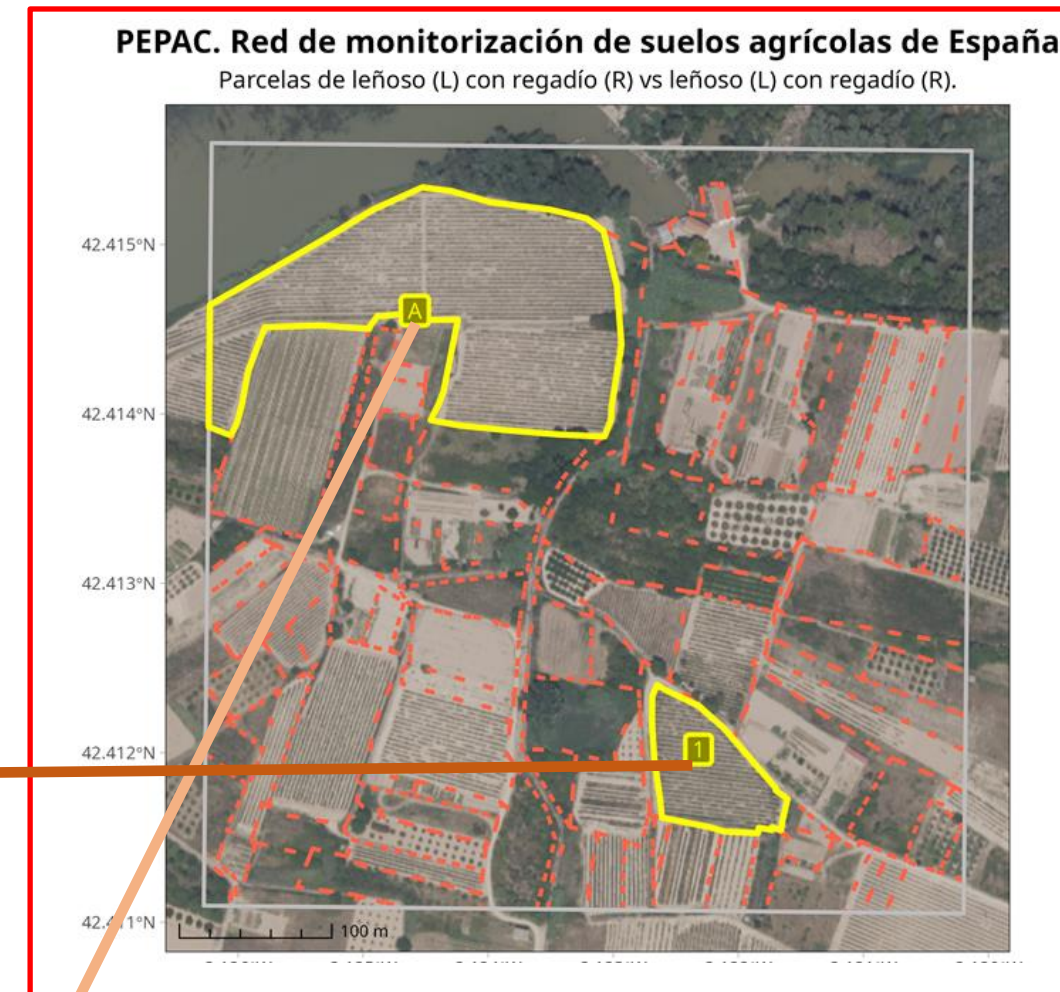 PEPAC. Red de monitorización de suelos agrícolas de España
Parcelas de leñoso (L) con regadío (R) vs leñoso (L) con regadío (R).
42.415°N
A
42.414°N
42.413°N
42.412°N
1
100 m